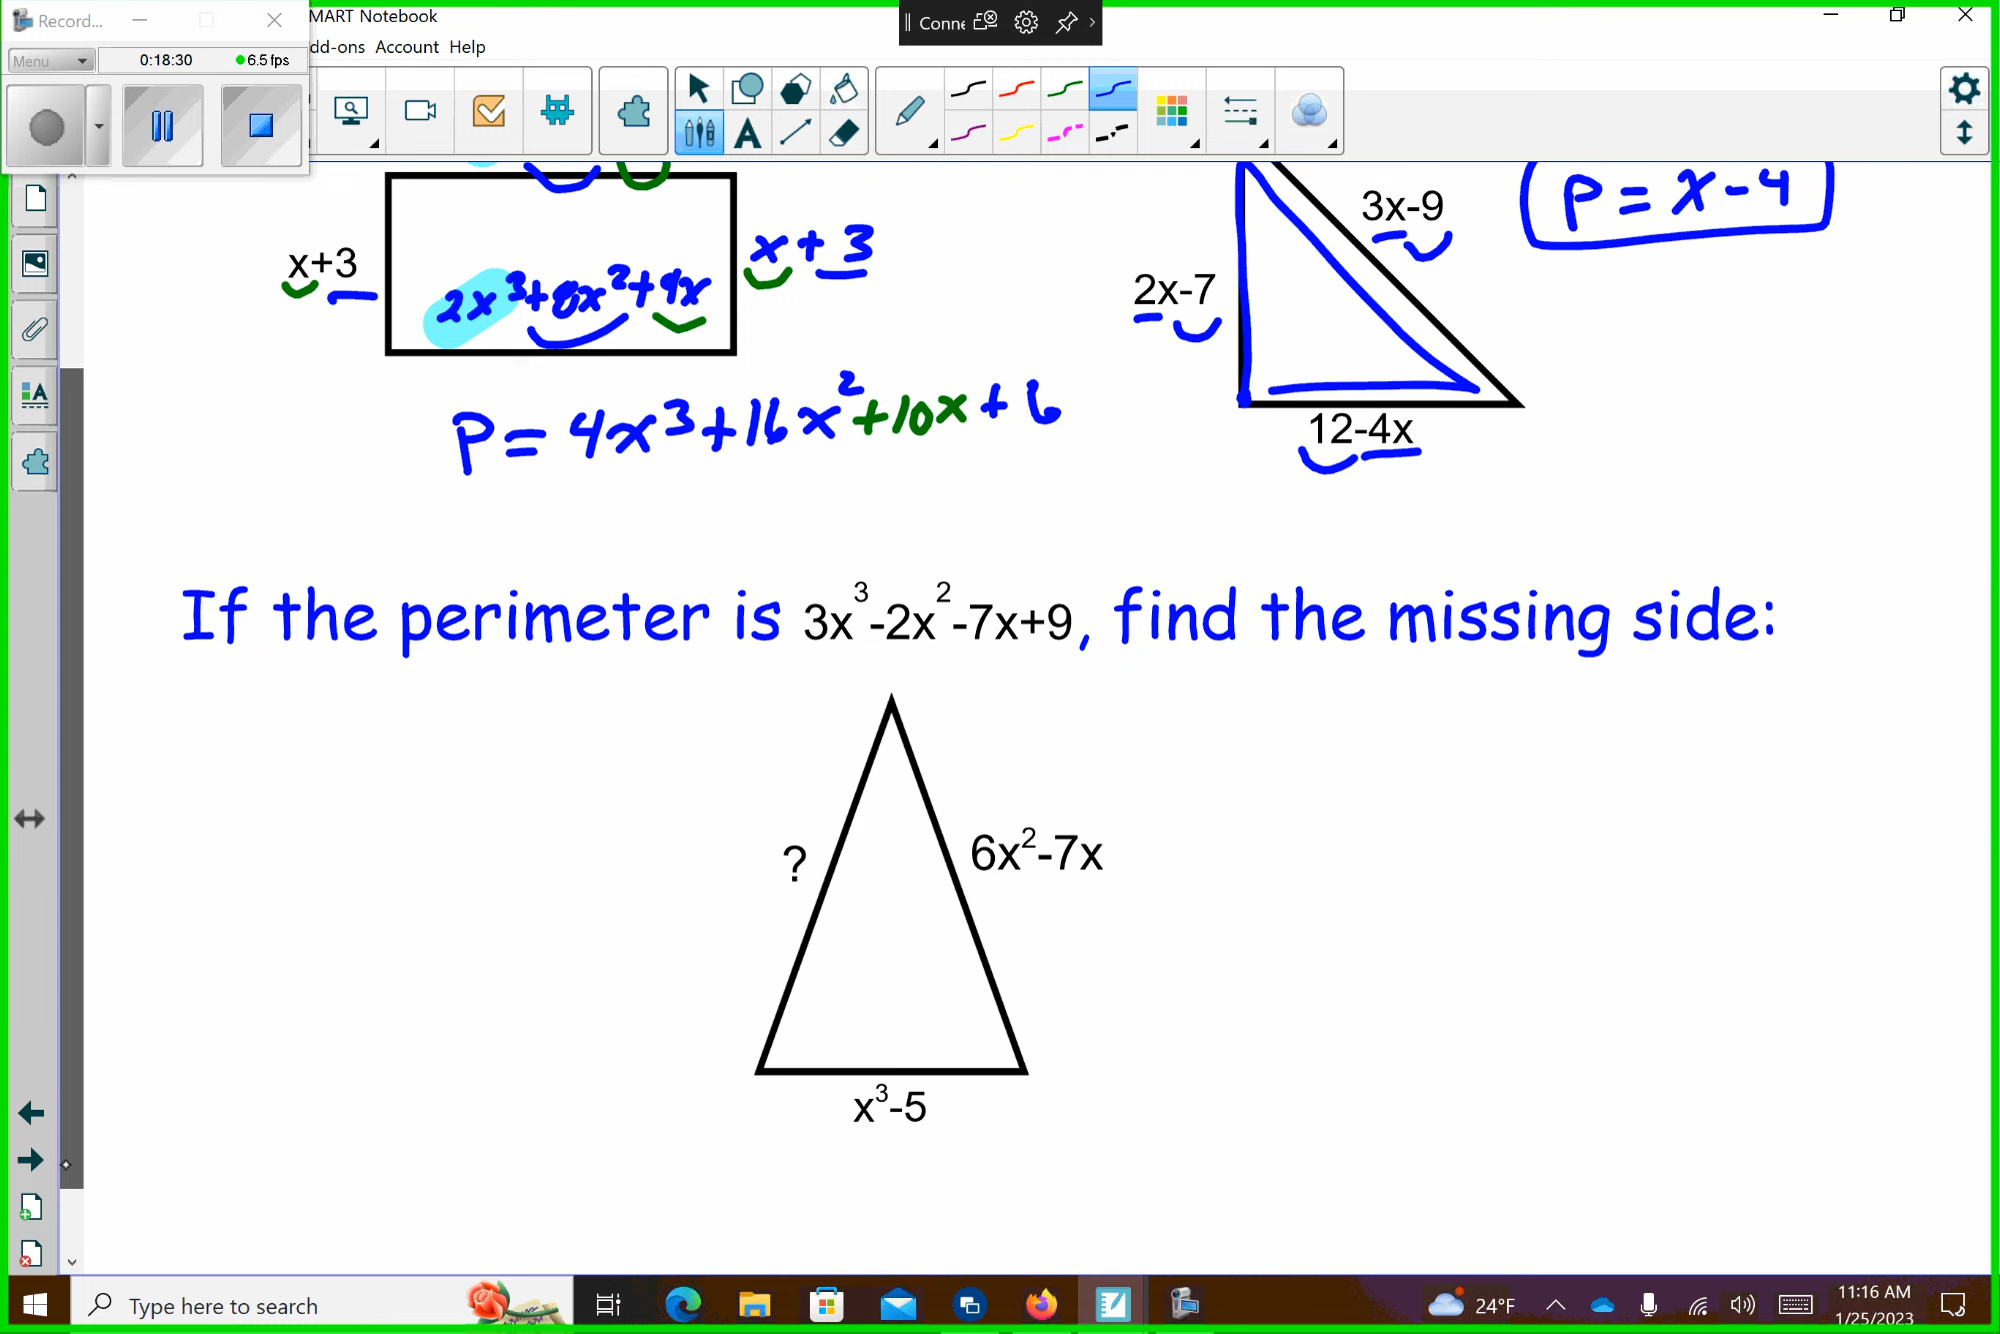 Record...
MART Notebook
Conne
dd-ons Account Help
Menu
0:18:30
6.5 fps
x+3
2x³+8x²+4x
x+3
P= 4x³+16x²+10x+6
2x-7
3x-9
12-4x
P= x-4
If the perimeter is 3x³-2x²-7x+9, find the missing side:
?
6x²-7x
x³-5
Type here to search
24°F
11:16 AM
1/25/2023